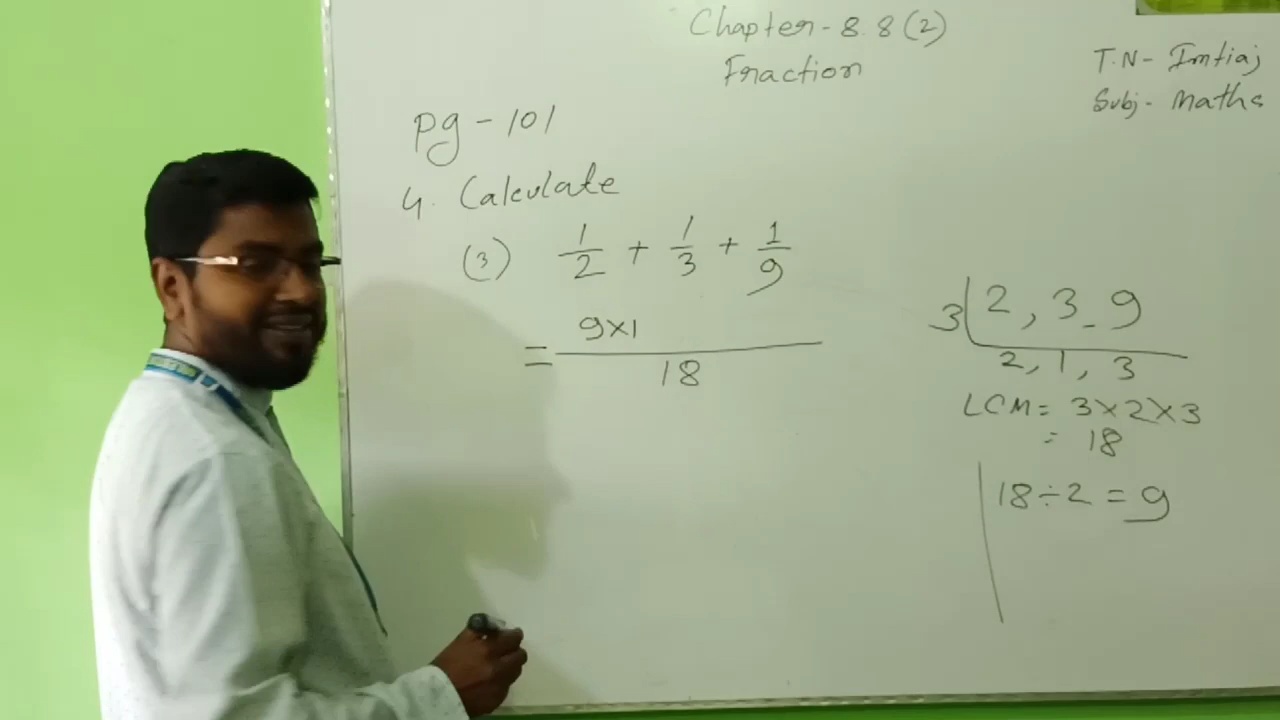 Chapter - 8.8 (2)
Fraction
T.N - Imtiaj
Subj - Maths
Pg - 101
4. Calculate
(3) 1/2 + 1/3 + 1/9
= 9×1/18
3 | 2, 3, 9
2, 1, 3
LCM = 3×2×3
= 18
18÷2 = 9